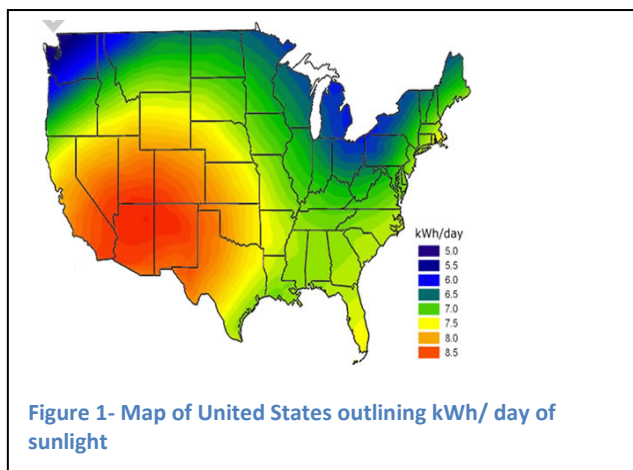 kWh/day
5.0
5.5
6.0
6.5
7.0
7.5
8.0
8.5
Figure 1- Map of United States outlining kWh/ day of
sunlight